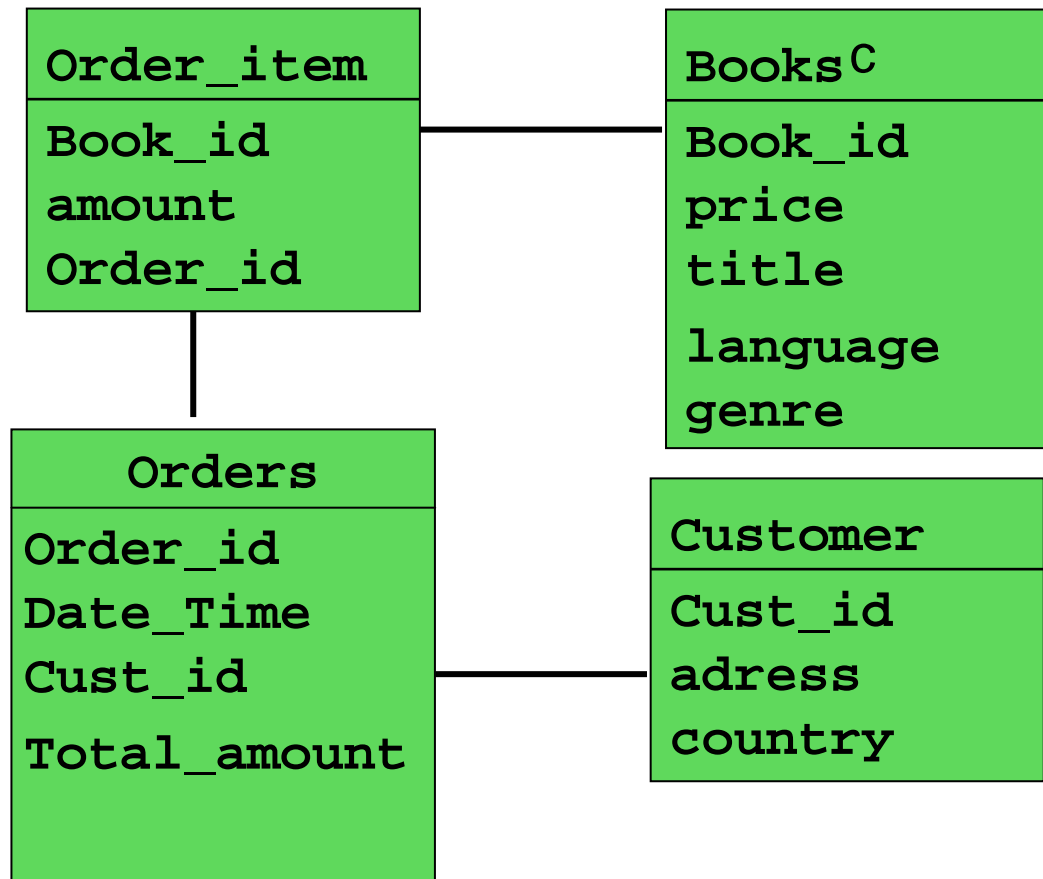 Order_item
Book_id
amount
Order_id
Books C
Book_id
price
title
language
genre
Orders
Order_id
Date_Time
Cust_id
Total_amount
Customer
Cust_id
adress
country